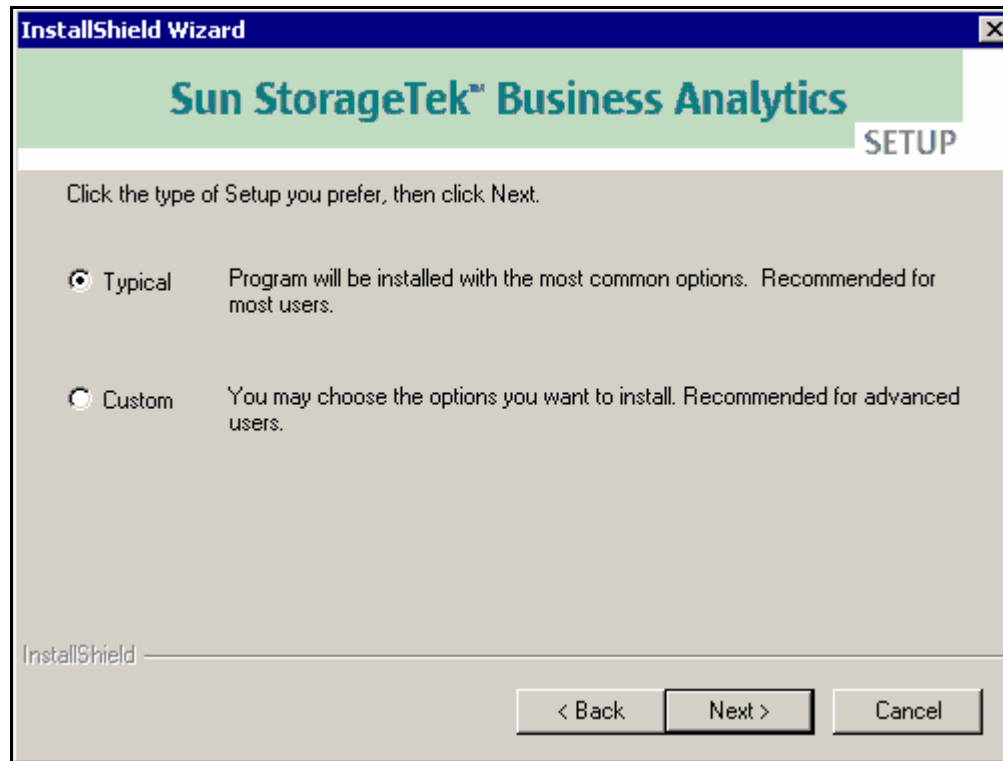 InstallShield Wizard
Sun StorageTek™ Business Analytics
SETUP
Click the type of Setup you prefer, then click Next.
Typical
Program will be installed with the most common options. Recommended for
most users.
Custom
You may choose the options you want to install. Recommended for advanced
users.
InstallShield
< Back
Next >
Cancel